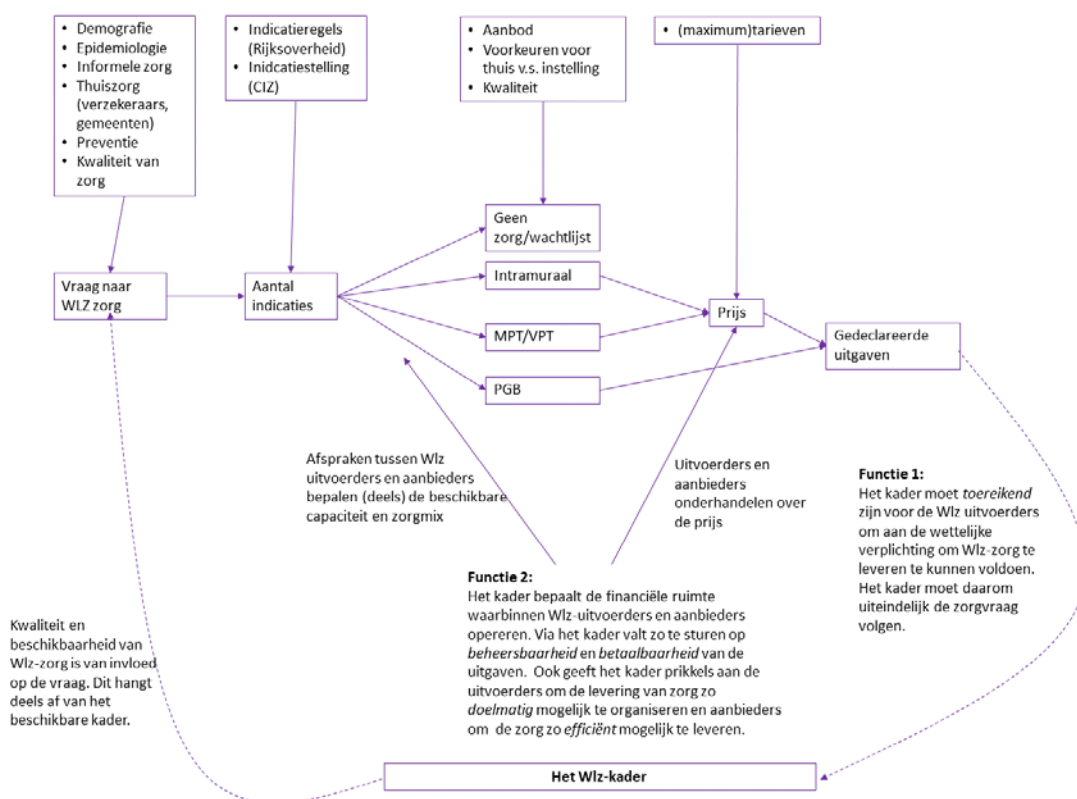 • Demografie
• Epidemiologie
• Informele zorg
• Thuiszorg
(verzekeraars,
gemeenten)
• Preventie
• Kwaliteit van
zorg
• Indicatieregels
(Rijksoverheid)
• Inidcatiestelling
(CIZ)
• Aanbod
• Voorkeuren voor
thuis v.s. instelling
• Kwaliteit
• (maximum)tarieven
Vraag naar
WLZ zorg
Aantal
indicaties
Geen
zorg/wachtlijst
Intramuraal
MPT/VPT
PGB
Prijs
Gedeclareerde
uitgaven
Afspraken tussen Wlz
uitvoerders en aanbieders
bepalen (deels) de beschikbare
capaciteit en zorgmix
Uitvoerders en
aanbieders
onderhandelen over
de prijs
Functie 1:
Het kader moet toereikend
zijn voor de Wlz uitvoerders
om aan de wettelijke
verplichting om Wlz-zorg te
leveren te kunnen voldoen.
Het kader moet daarom
uiteindelijk de zorgvraag
volgen.
Functie 2:
Het kader bepaalt de financiële ruimte
waarbinnen Wlz-uitvoerders en aanbieders
opereren. Via het kader valt zo te sturen op
beheersbaarheid en betaalbaarheid van de
uitgaven. Ook geeft het kader prikkels aan de
uitvoerders om de levering van zorg zo
doelmatig mogelijk te organiseren en aanbieders
om de zorg zo efficiënt mogelijk te leveren.
Kwaliteit en
beschikbaarheid van
Wlz-zorg is van invloed
op de vraag. Dit hangt
deels af van het
beschikbare kader.
Het Wlz-kader